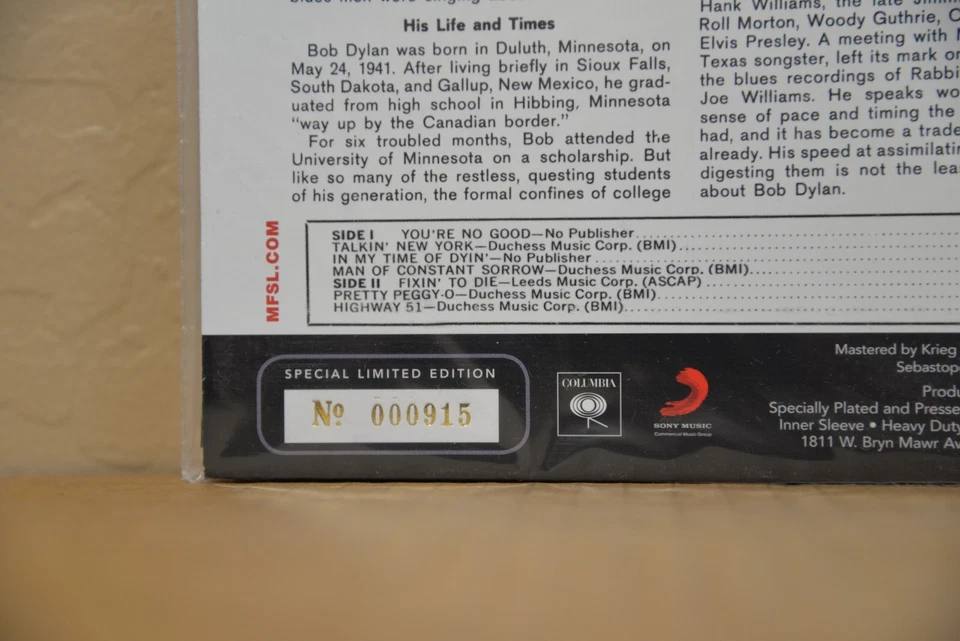 His Life and Times
Bob Dylan was born in Duluth, Minnesota, on
May 24, 1941. After living briefly in Sioux Falls,
South Dakota, and Gallup, New Mexico, he grad-
uated from high school in Hibbing, Minnesota
"way up by the Canadian border."
For six troubled months, Bob attended the
University of Minnesota on a scholarship. But
like so many of the restless, questing students
of his generation, the formal confines of college
Hank Williams, the late
Roll Morton, Woody Guthrie,
Elvis Presley. A meeting with
Texas songster, left its mark
the blues recordings of
Joe Williams. He speaks
sense of pace and timing the
had, and it has become a
already. His speed at
digesting them is not the
about Bob Dylan.
MFSL.COM
SIDE I YOU'RE NO GOOD—No Publisher
TALKIN' NEW YORK—Duchess Music Corp. (BMI)
IN MY TIME OF DYIN'—No Publisher
MAN OF CONSTANT SORROW—Duchess Music Corp. (BMI)
SIDE II FIXIN' TO DIE—Leeds Music Corp. (ASCAP)
PRETTY PEGGY-O—Duchess Music Corp. (BMI)
HIGHWAY 51—Duchess Music Corp. (BMI)
SPECIAL LIMITED EDITION
Nº 000915
COLUMBIA
SONY MUSIC
Commercial Music Group
Mastered by Krieg
Specially Plated and
Inner Sleeve • Heavy Duty
1811 W. Bryn Mawr